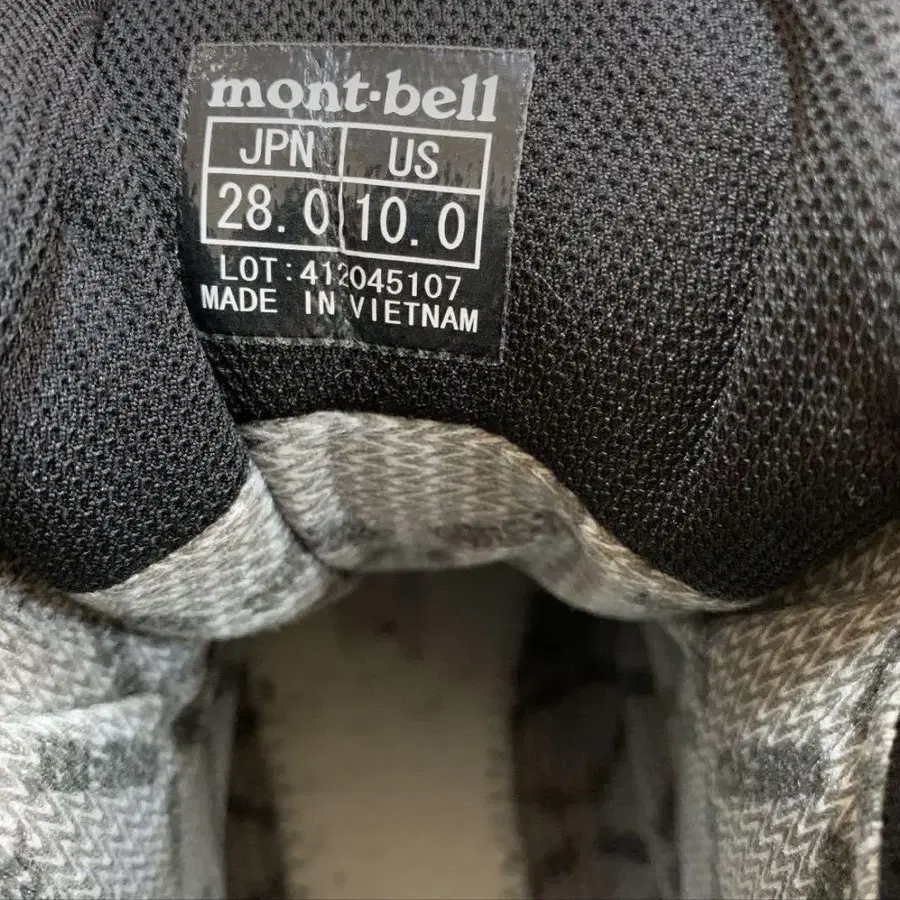 mont-bell
JPN US
28.0 10.0
LOT:412045107
MADE IN VIETNAM